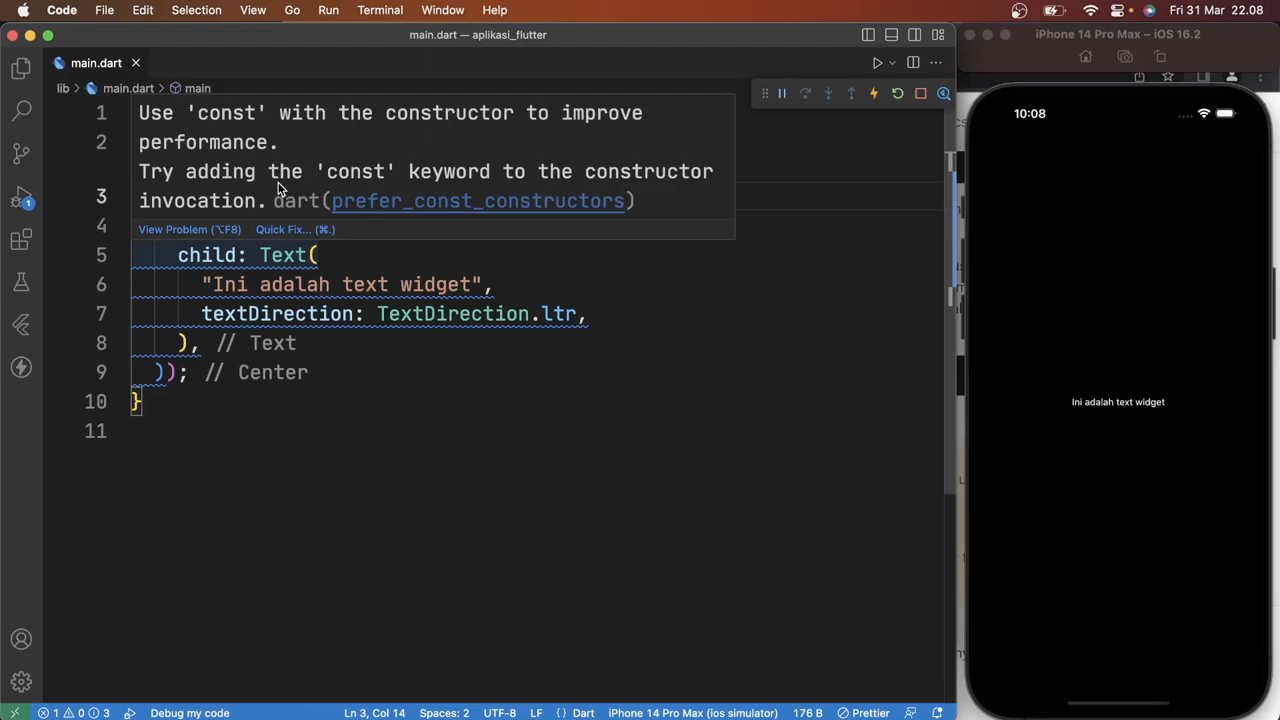 Code File Edit Selection View Go Run Terminal Window Help Fri 31 Mar 22.08
main.dart — aplikasi_flutter
iPhone 14 Pro Max – iOS 16.2
main.dart
lib > main.dart > main
1
2
3
4
Use 'const' with the constructor to improve
performance.
Try adding the 'const' keyword to the constructor
invocation. dart(prefer_const_constructors)
View Problem (⌥F8) Quick Fix... (⌘.)
5 child: Text(
6 "Ini adalah text widget",
7 textDirection: TextDirection.ltr,
8 ), // Text
9 )); // Center
10 }
11
1
10:08
Ini adalah text widget
1 0 3 Debug my code Ln 3, Col 14 Spaces: 2 UTF-8 LF { } Dart iPhone 14 Pro Max (ios simulator) 176 B Prettier